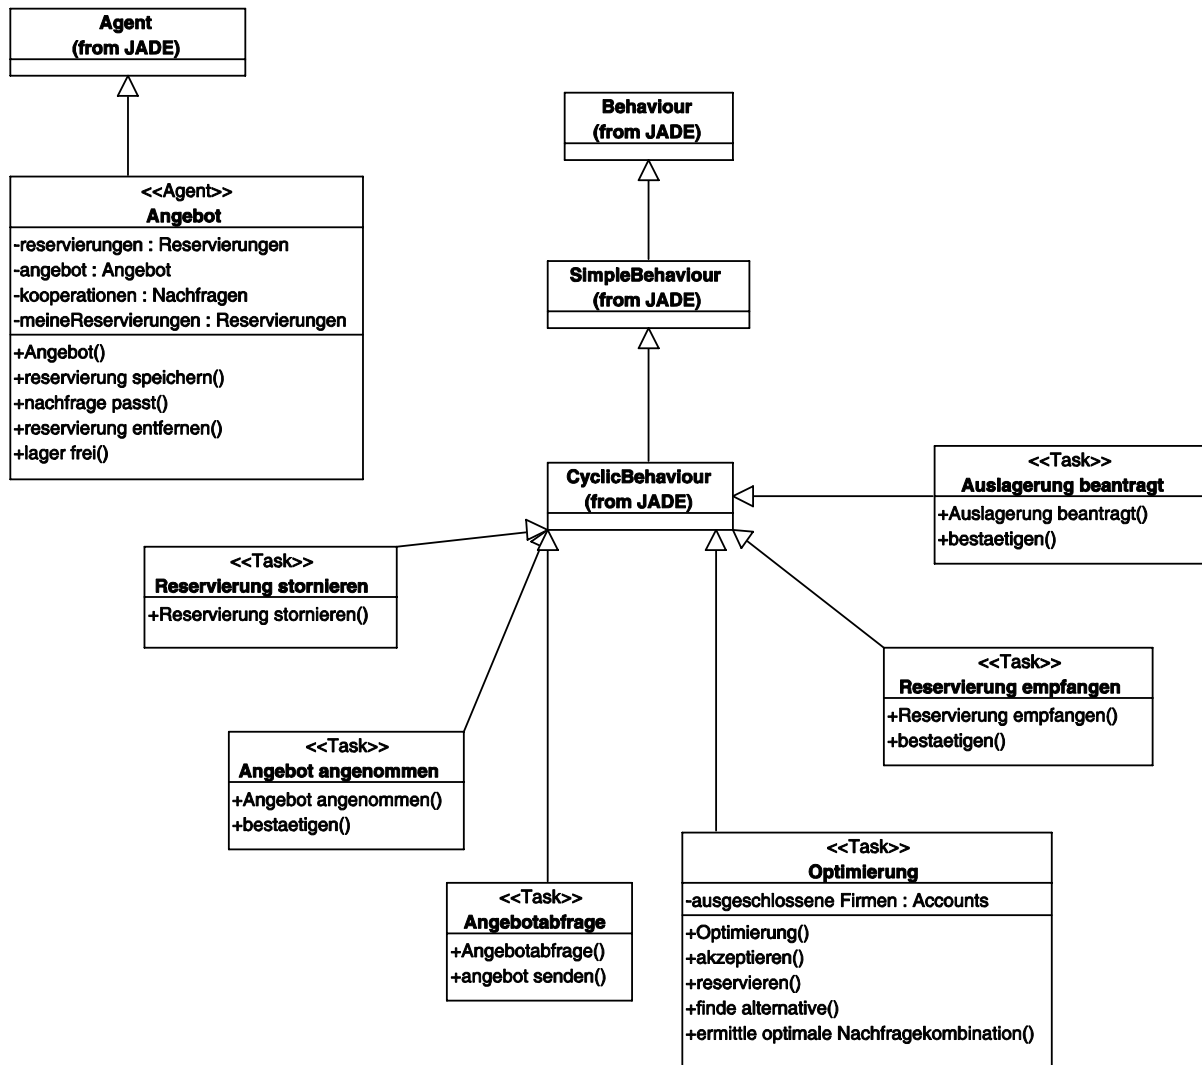 Agent
(from JADE)
Behaviour
(from JADE)
<<Agent>>
Angebot
-reservierungen : Reservierungen
-angebot : Angebot
-kooperationen : Nachfragen
-meineReservierungen : Reservierungen
+Angebot()
+reservierung speichern()
+nachfrage passt()
+reservierung entfernen()
+lager frei()
SimpleBehaviour
(from JADE)
CyclicBehaviour
(from JADE)
<<Task>>
Auslagerung beantragt
+Auslagerung beantragt()
+bestaetigen()
<<Task>>
Reservierung stornieren
+Reservierung stornieren()
<<Task>>
Reservierung empfangen
+Reservierung empfangen()
+bestaetigen()
<<Task>>
Angebot angenommen
+Angebot angenommen()
+bestaetigen()
<<Task>>
Angebotabfrage
+Angebotabfrage()
+angebot senden()
<<Task>>
Optimierung
-ausgeschlossene Firmen : Accounts
+Optimierung()
+akzeptieren()
+reservieren()
+finde alternative()
+ermittle optimale Nachfragekombination()